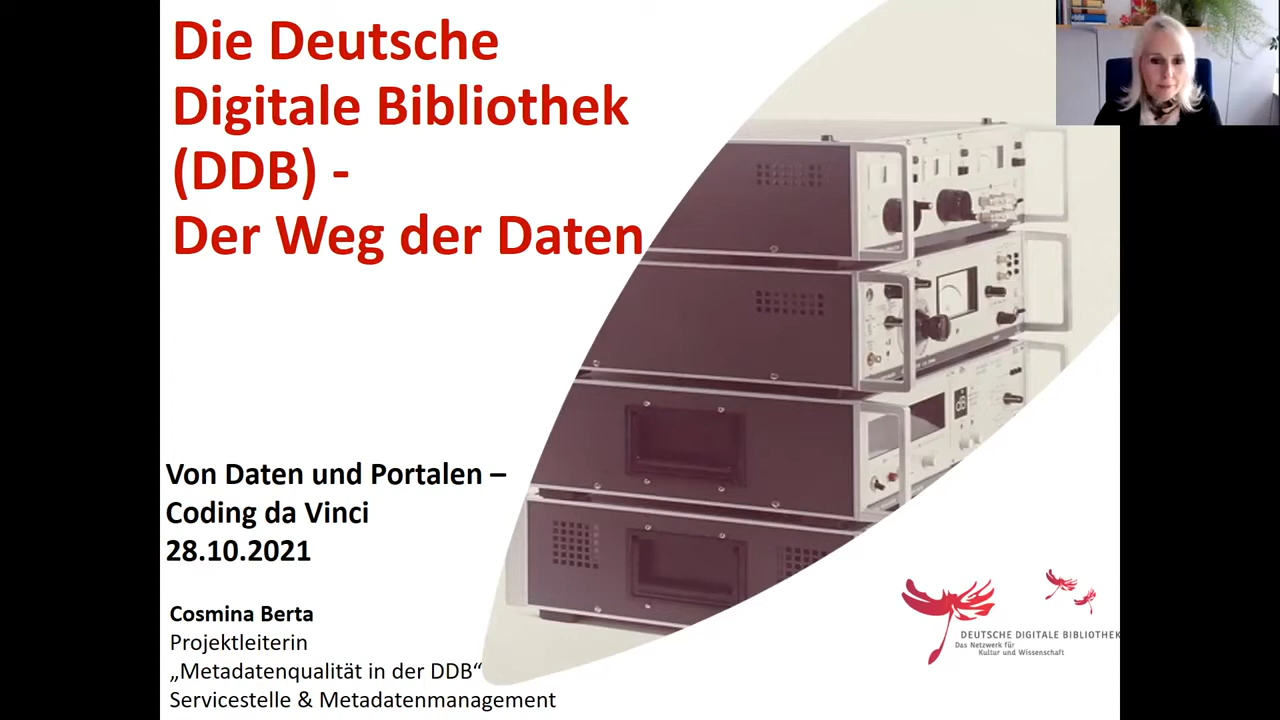 Die Deutsche
Digitale Bibliothek
(DDB) -
Der Weg der Daten
dB
Von Daten und Portalen –
Coding da Vinci
28.10.2021
Cosmina Berta
Projektleiterin
„Metadatenqualität in der DDB“
Servicestelle & Metadatenmanagement
DEUTSCHE DIGITALE BIBLIOTHEK
Das Netzwerk für
Kultur und Wissenschaft